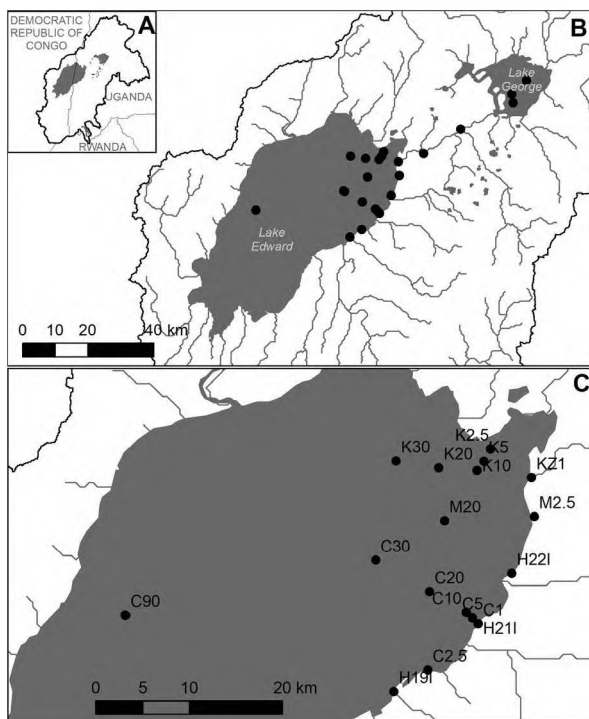 DEMOCRATIC
REPUBLIC OF
CONGO
A
UGANDA
RWANDA
B
Lake
George
Lake
Edward
0 10 20 40 km
C
K2.5
K30
K20
K5
K10
KZ1
M20
M2.5
C30
H22I
C20
C10
C5
C1
C90
H21I
C2.5
H19I
0 5 10 20 km